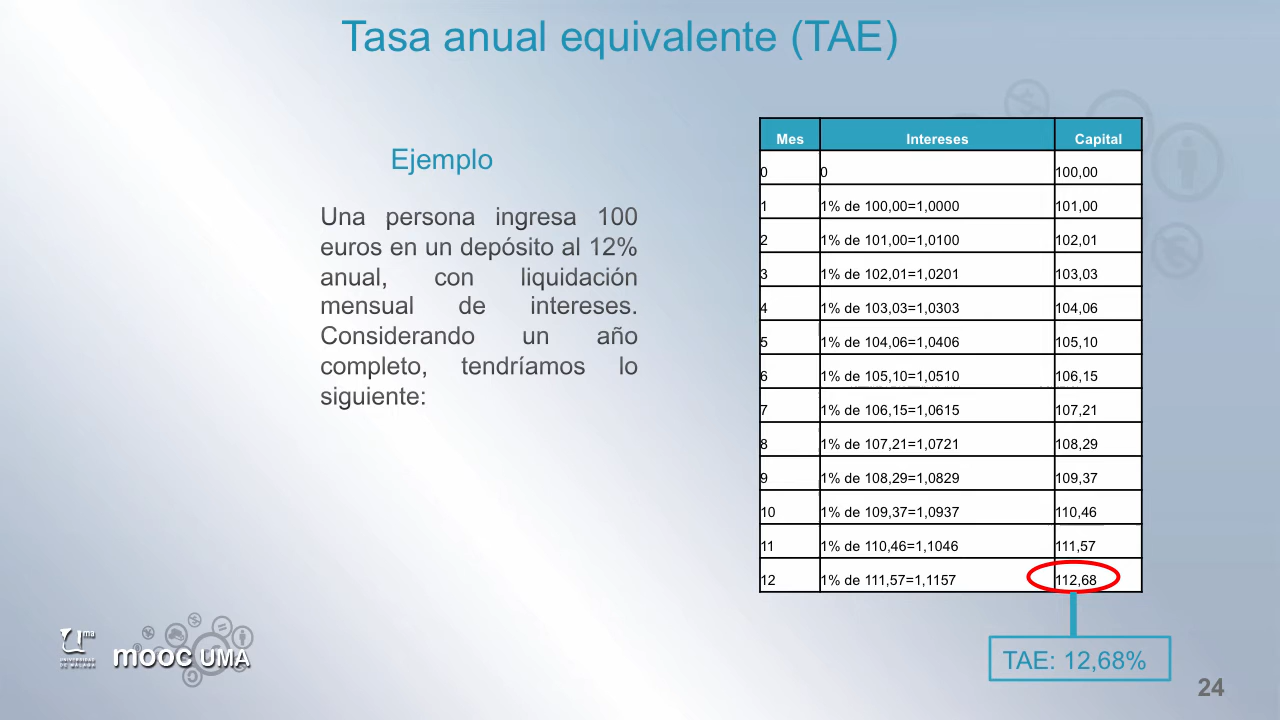 Tasa anual equivalente (TAE)
Ejemplo
Una persona ingresa 100
euros en un depósito al 12%
anual, con liquidación
mensual de intereses.
Considerando un año
completo, tendríamos lo
siguiente:
Mes Intereses Capital
0 0 100,00
1 1% de 100,00=1,0000 101,00
2 1% de 101,00=1,0100 102,01
3 1% de 102,01=1,0201 103,03
4 1% de 103,03=1,0303 104,06
5 1% de 104,06=1,0406 105,10
6 1% de 105,10=1,0510 106,15
7 1% de 106,15=1,0615 107,21
8 1% de 107,21=1,0721 108,29
9 1% de 108,29=1,0829 109,37
10 1% de 109,37=1,0937 110,46
11 1% de 110,46=1,1046 111,57
12 1% de 111,57=1,1157 112,68
TAE: 12,68%
uma
UNIVERSIDAD
DE MÁLAGA
mooc UMA
24